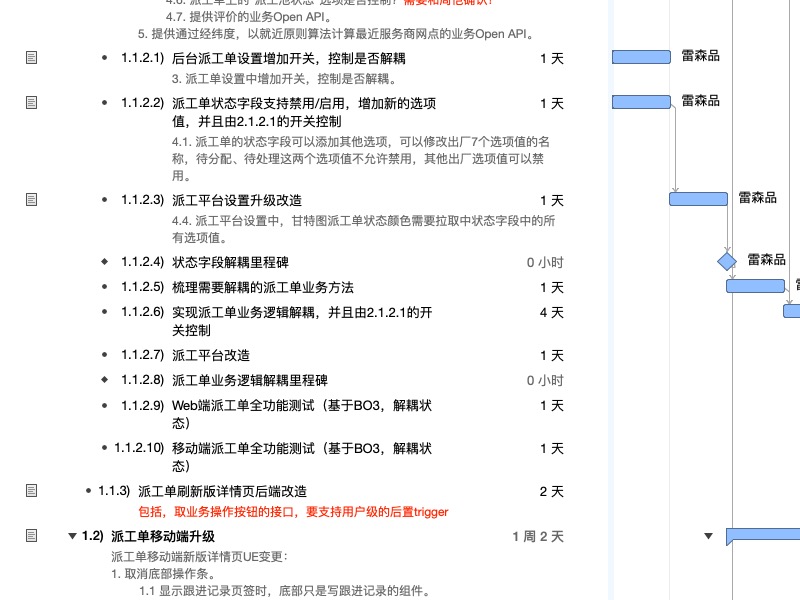 4.7. 提供评价的业务Open API。
5. 提供通过经纬度，以就近原则算法计算最近服务商网点的业务Open API。
1.1.2.1) 后台派工单设置增加开关，控制是否解耦 1 天 雷森品
3. 派工单设置中增加开关，控制是否解耦。
1.1.2.2) 派工单状态字段支持禁用/启用，增加新的选项 1 天 雷森品
值，并且由2.1.2.1的开关控制
4.1. 派工单的状态字段可以添加其他选项，可以修改出厂7个选项值的名
称，待分配、待处理这两个选项值不允许禁用，其他出厂选项值可以禁
用。
1.1.2.3) 派工平台设置升级改造 1 天 雷森品
4.4. 派工平台设置中，甘特图派工单状态颜色需要拉取中状态字段中的所
有选项值。
1.1.2.4) 状态字段解耦里程碑 0 小时 雷森品
1.1.2.5) 梳理需要解耦的派工单业务方法 1 天
1.1.2.6) 实现派工单业务逻辑解耦，并且由2.1.2.1的开 4 天
关控制
1.1.2.7) 派工平台改造 1 天
1.1.2.8) 派工单业务逻辑解耦里程碑 0 小时
1.1.2.9) Web端派工单全功能测试（基于BO3，解耦状 1 天
态）
1.1.2.10) 移动端派工单全功能测试（基于BO3，解耦状 1 天
态）
1.1.3) 派工单刷新版详情页后端改造 2 天
包括，取业务操作按钮的接口，要支持用户级的后置trigger
1.2) 派工单移动端升级 1 周 2 天
派工单移动端新版详情页UE变更：
1. 取消底部操作条。
1.1 显示跟进记录页签时，底部只是写跟进记录的组件。